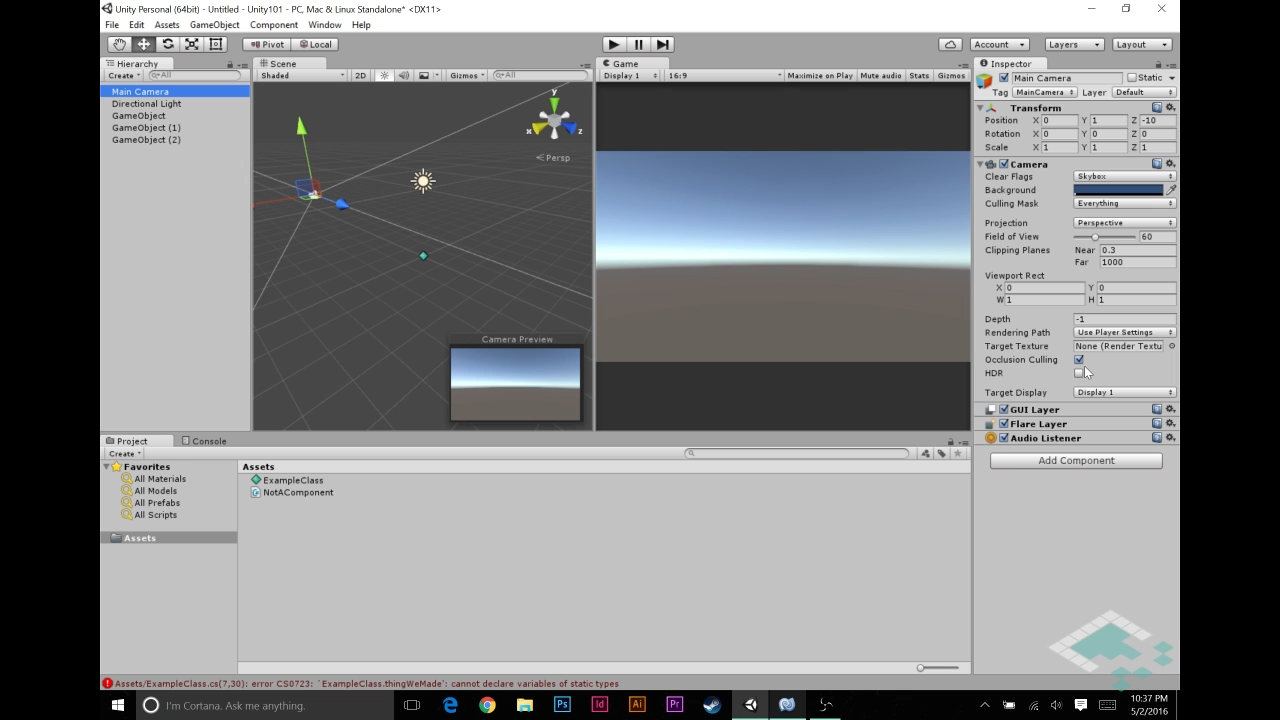 Unity Personal (64bit) - Untitled - Unity101 - PC, Mac & Linux Standalone* <DX11>
File Edit Assets GameObject Component Window Help
Pivot Local Account Layers Layout
Hierarchy
Create All
Main Camera
Directional Light
GameObject
GameObject (1)
GameObject (2)
Scene
Shaded 2D Gizmos All
y
x z
Persp
Camera Preview
Game
Display 1 16:9 Maximize on Play Mute audio Stats Gizmos
Inspector
Main Camera Static
Tag MainCamera Layer Default
Transform
Position X 0 Y 1 Z -10
Rotation X 0 Y 0 Z 0
Scale X 1 Y 1 Z 1
Camera
Clear Flags Skybox
Background
Culling Mask Everything
Projection Perspective
Field of View 60
Clipping Planes Near 0.3
Far 1000
Viewport Rect
X 0 Y 0
W 1 H 1
Depth -1
Rendering Path Use Player Settings
Target Texture None (Render Textu
Occlusion Culling
HDR
Target Display Display 1
GUI Layer
Flare Layer
Audio Listener
Add Component
Project Console
Create
Favorites
All Materials
All Models
All Prefabs
All Scripts
Assets
Assets
ExampleClass
NotAComponent
Assets/ExampleClass.cs(7,30): error CS0723: `ExampleClass.thingWeMade': cannot declare variables of static types
I'm Cortana. Ask me anything.
Ps Id Ai Pr
10:37 PM
5/2/2016